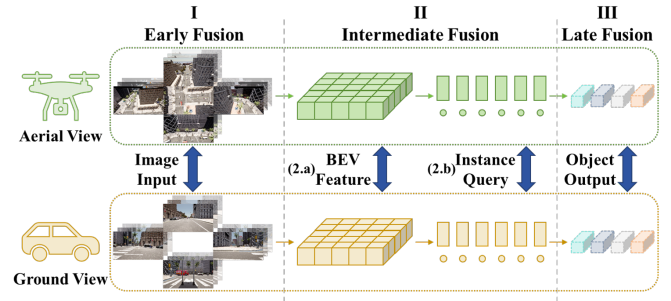 I
Early Fusion
II
Intermediate Fusion
III
Late Fusion
Aerial View
Image
Input
(2.a) BEV
Feature
(2.b) Instance
Query
Object
Output
Ground View